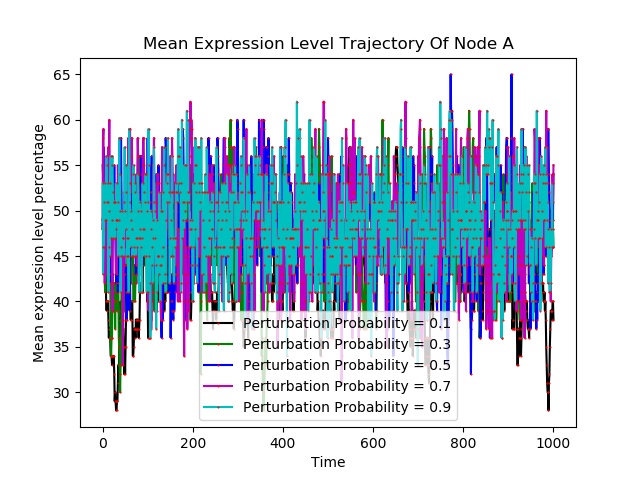 Mean Expression Level Trajectory Of Node A
Mean expression level percentage
65
60
55
50
45
40
35
30
Perturbation Probability = 0.1
Perturbation Probability = 0.3
Perturbation Probability = 0.5
Perturbation Probability = 0.7
Perturbation Probability = 0.9
0
200
400
600
800
1000
Time